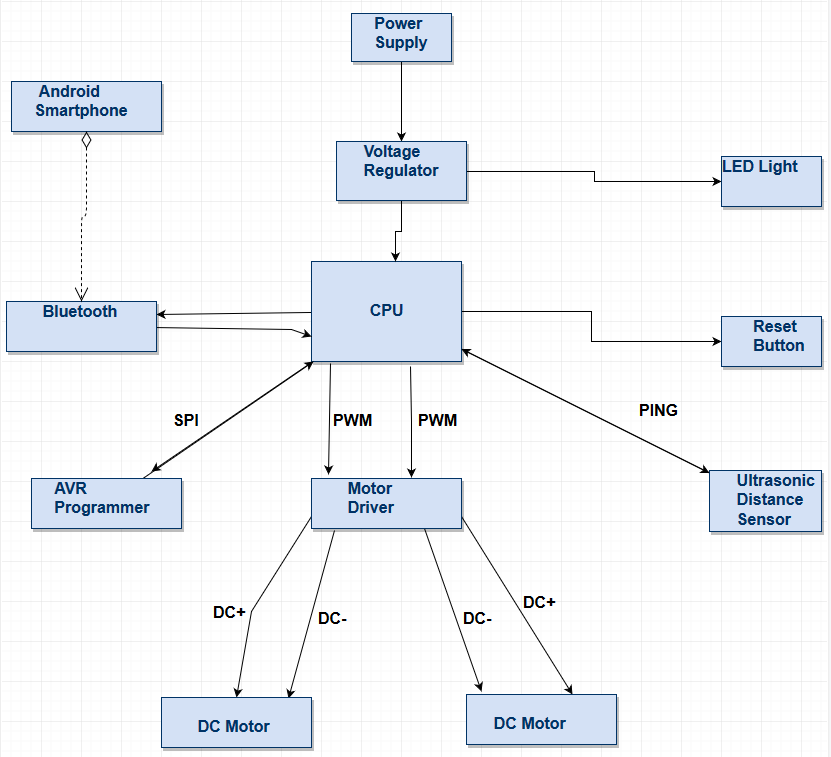 Power
Supply
Android
Smartphone
Voltage
Regulator
LED Light
CPU
Bluetooth
Reset
Button
SPI
PWM
PWM
PING
AVR
Programmer
Motor
Driver
Ultrasonic
Distance
Sensor
DC+
DC-
DC-
DC+
DC Motor
DC Motor